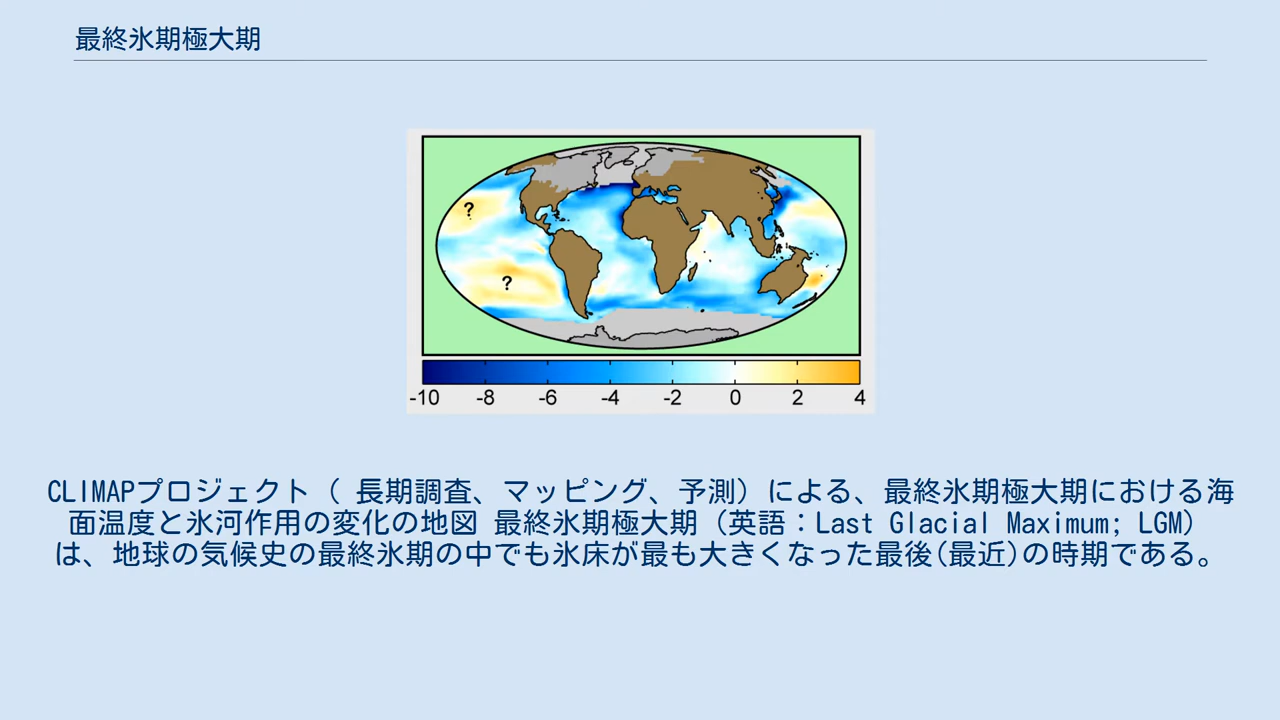 最終氷期極大期
?
?
-10 -8 -6 -4 -2 0 2 4
CLIMAPプロジェクト（ 長期調査、マッピング、予測）による、最終氷期極大期における海
面温度と氷河作用の変化の地図 最終氷期極大期（英語：Last Glacial Maximum; LGM）
は、地球の気候史の最終氷期の中でも氷床が最も大きくなった最後(最近)の時期である。